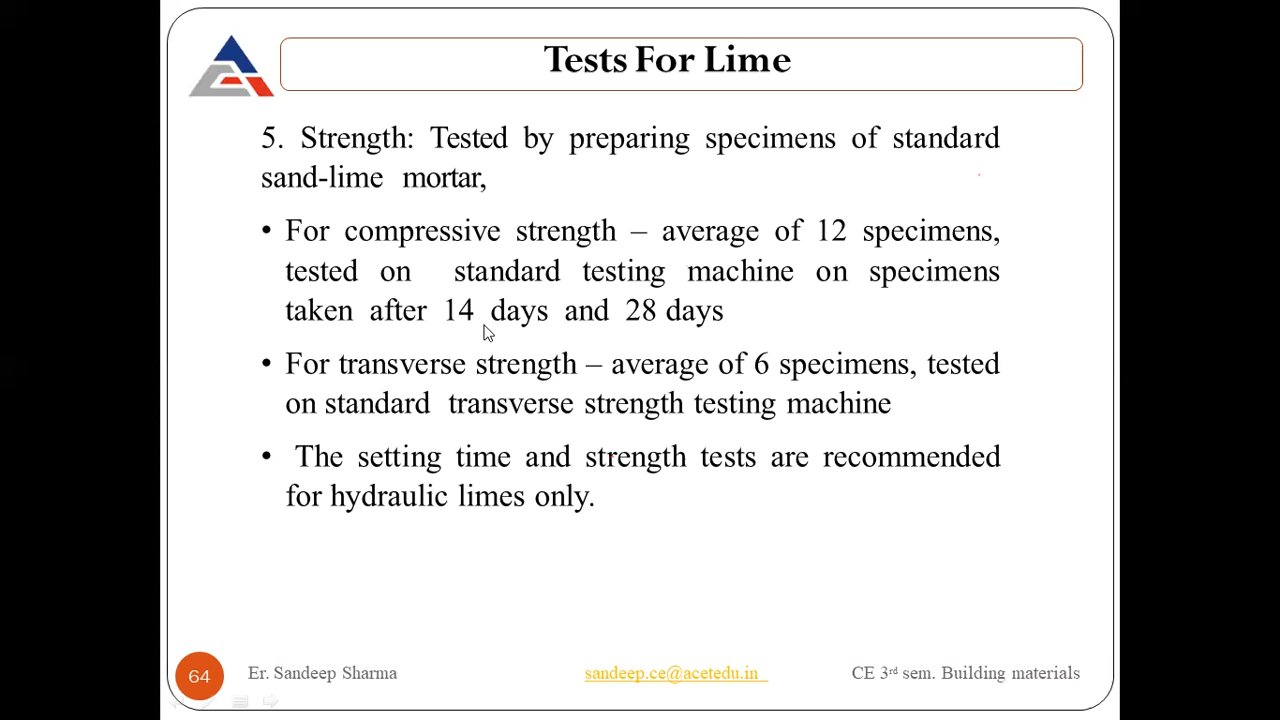 Tests For Lime
5. Strength: Tested by preparing specimens of standard
sand-lime mortar,
• For compressive strength – average of 12 specimens,
tested on standard testing machine on specimens
taken after 14 days and 28 days
• For transverse strength – average of 6 specimens, tested
on standard transverse strength testing machine
• The setting time and strength tests are recommended
for hydraulic limes only.
64 Er. Sandeep Sharma sandeep.ce@acetedu.in CE 3rd sem. Building materials